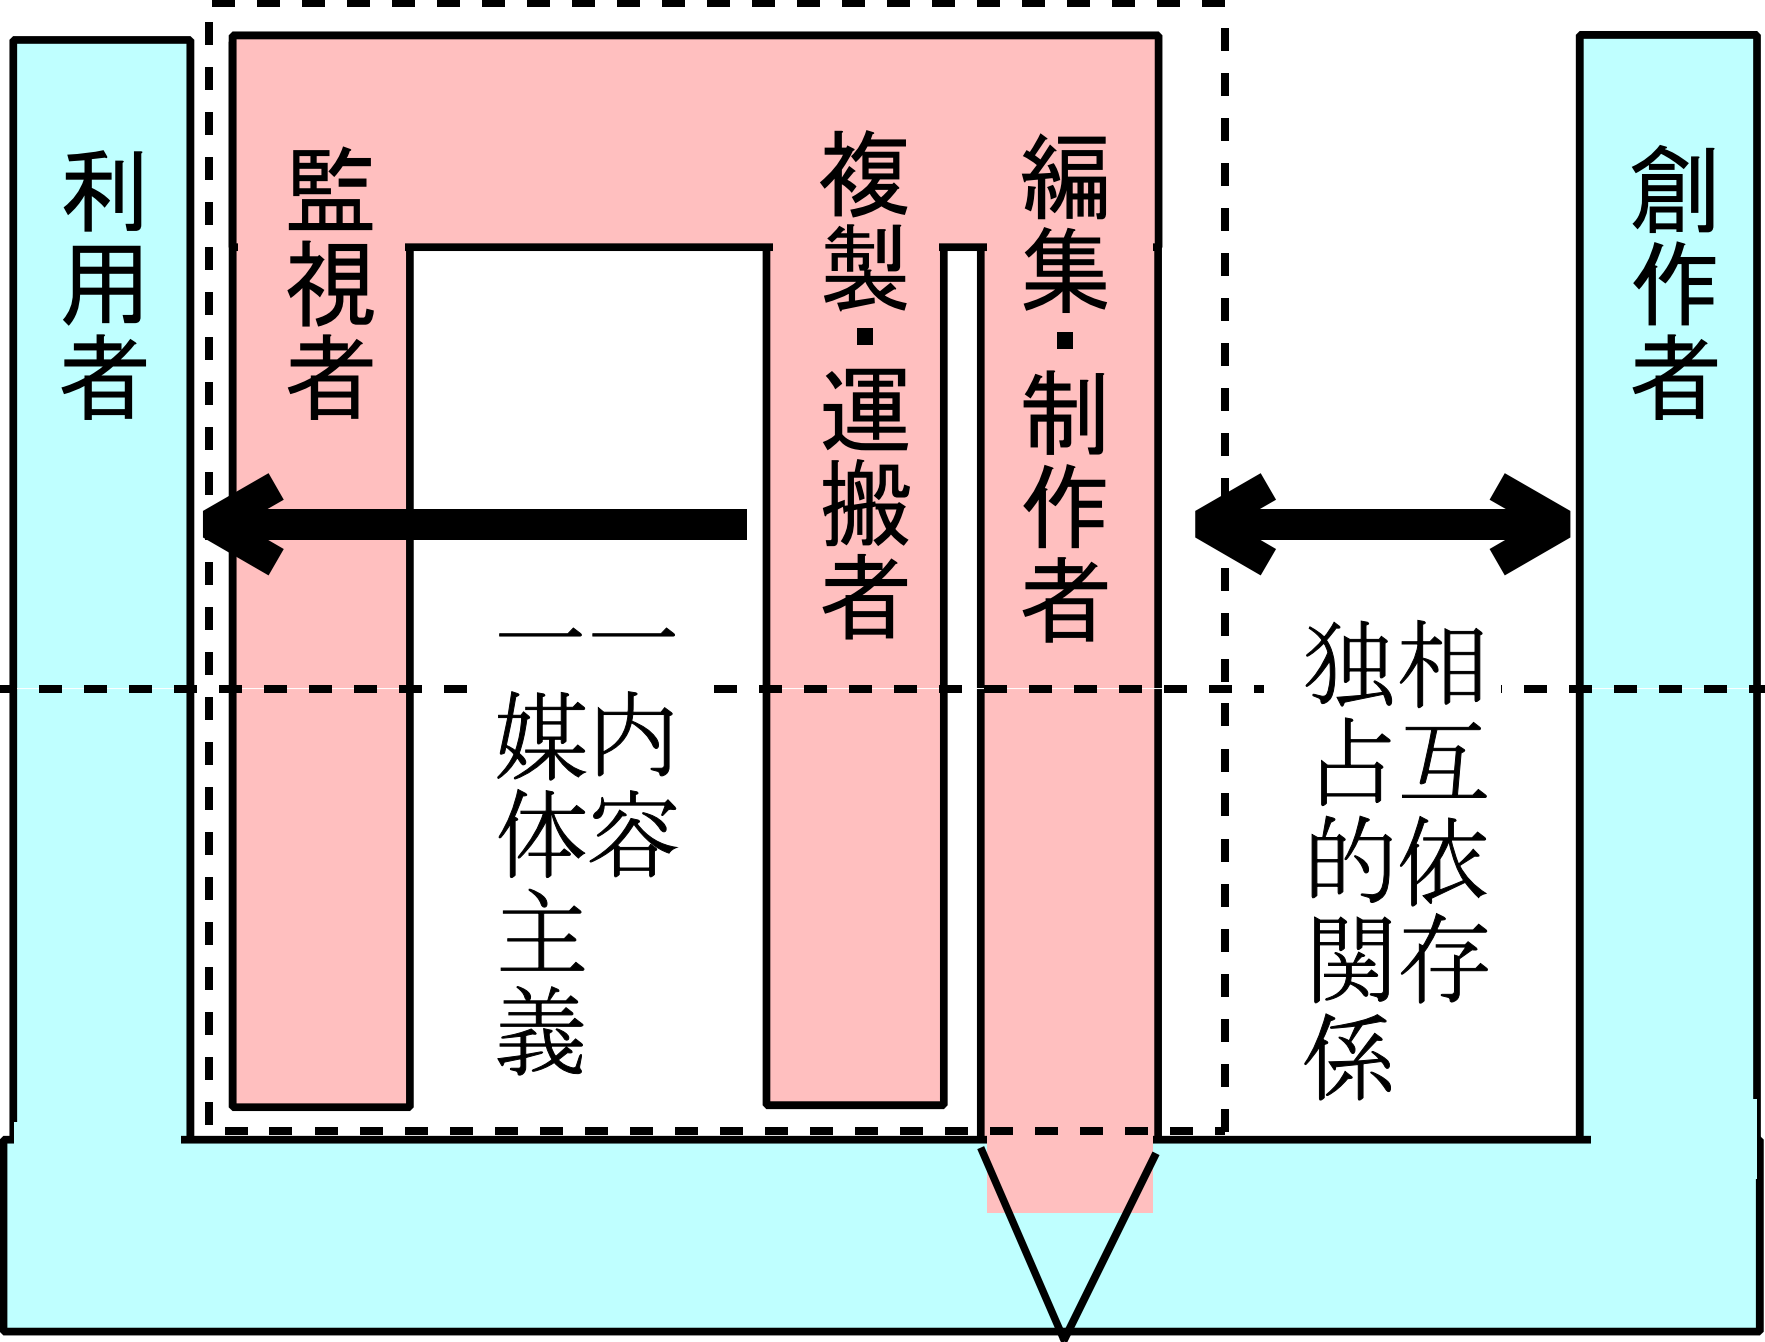 創作者
編集・制作者
複製・運搬者
監視者
利用者
相互依存
独占的関係
一内容
一媒体主義